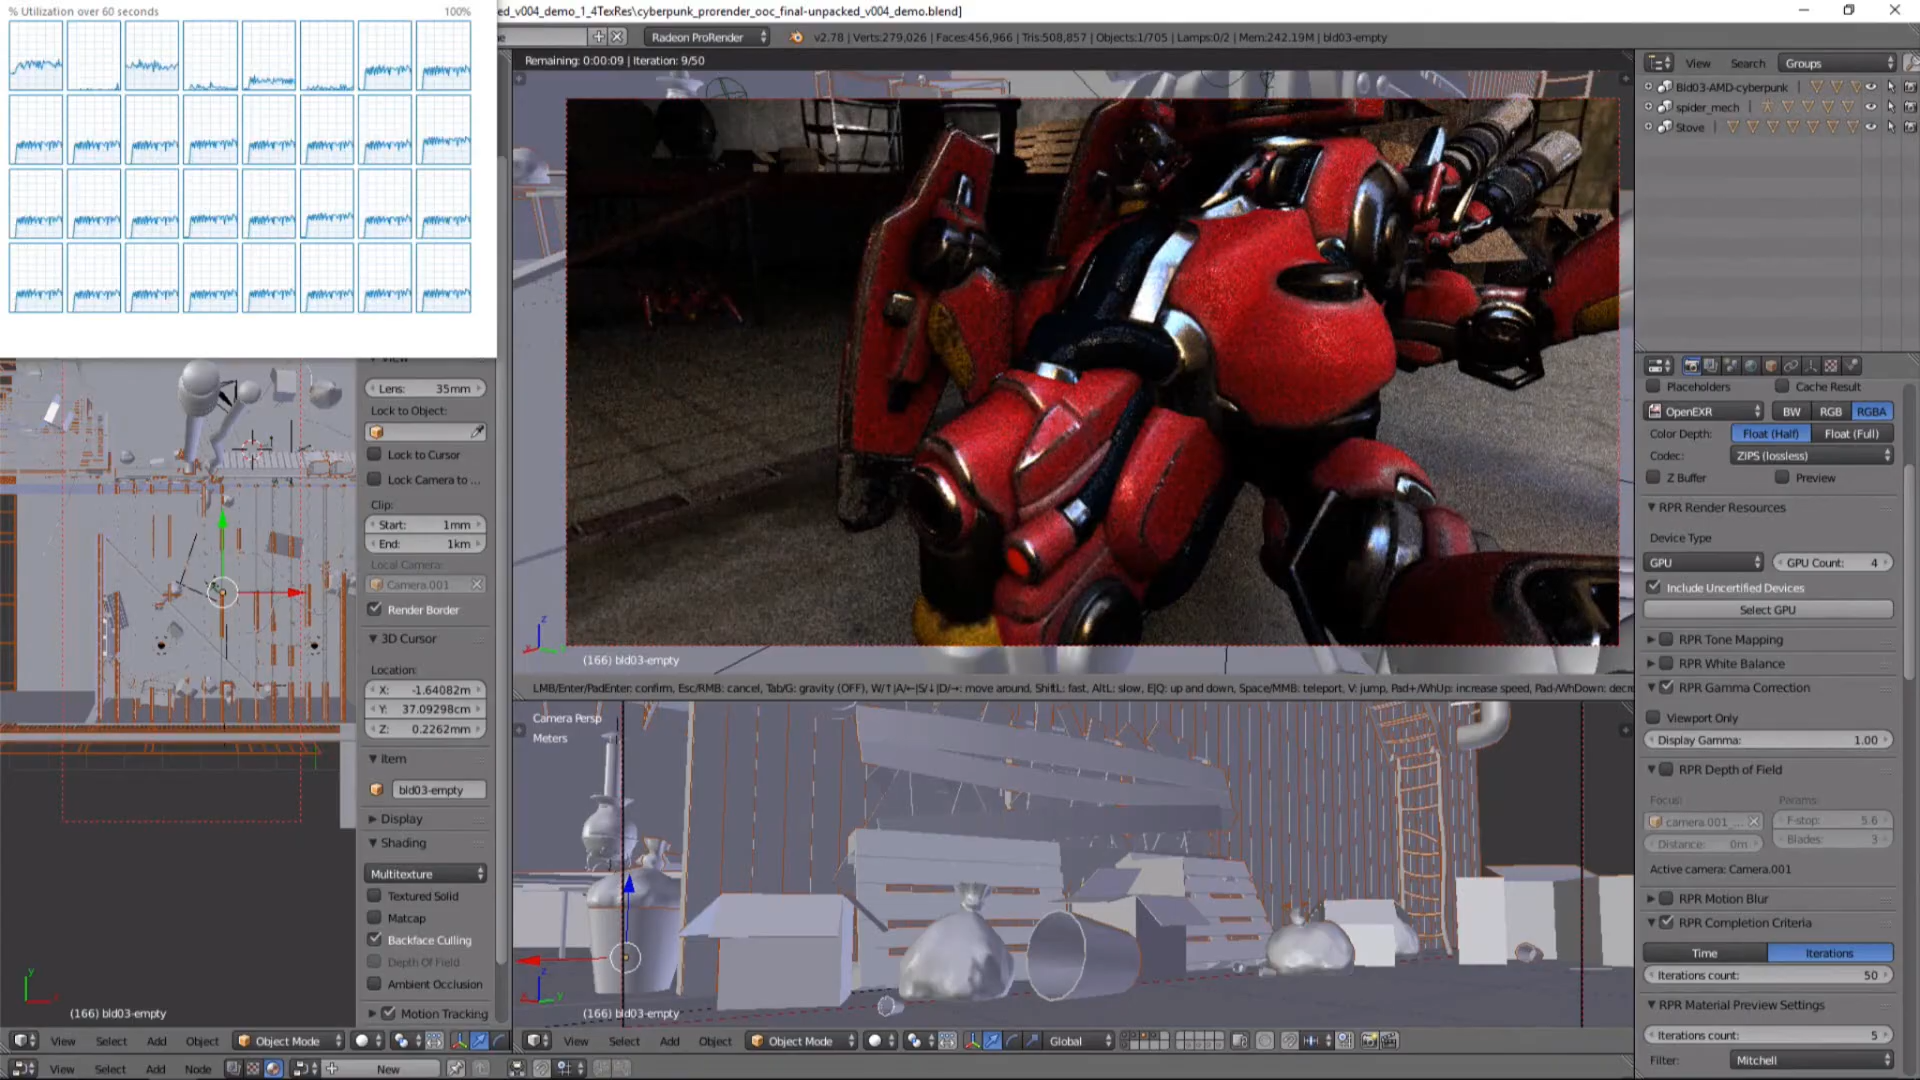 % Utilization over 60 seconds 100%
ed_v004_demo_1_4TexRes\cyberpunk_prorender_ooc_final-unpacked_v004_demo.blend]
Radeon ProRender
v2.78 | Verts:279,026 | Faces:456,966 | Tris:508,857 | Objects:1/705 | Lamps:0/2 | Mem:242.19M | bld03-empty
Remaining: 0:00:09 | Iteration: 9/50
View Search Groups
Bld03-AMD-cyberpunk
spider_mech
Stove
(166) bld03-empty
LMB/Enter/PadEnter: confirm, Esc/RMB: cancel, Tab/G: gravity (OFF), W/↑|A/←|S/↓|D/→: move around, ShiftL: fast, AltL: slow, E|Q: up and down, Space/MMB: teleport, V: jump, Pad+/WhUp: increase speed, Pad-/WhDown: decr
View
Lens: 35mm
Lock to Object:
Lock to Cursor
Lock Camera to ...
Clip:
Start: 1mm
End: 1km
Local Camera:
Camera.001
Render Border
3D Cursor
Location:
X: -1.64082m
Y: 37.09298cm
Z: 0.2262mm
Item
bld03-empty
Display
Shading
Multitexture
Textured Solid
Matcap
Backface Culling
Depth Of Field
Ambient Occlusion
Motion Tracking
(166) bld03-empty
View Select Add Object Object Mode
View Select Add Node New
Camera Persp
Meters
(166) bld03-empty
View Select Add Object Object Mode Global
Placeholders Cache Result
OpenEXR BW RGB RGBA
Color Depth: Float (Half) Float (Full)
Codec: ZIPS (lossless)
Z Buffer Preview
RPR Render Resources
Device Type
GPU GPU Count: 4
Include Uncertified Devices
Select GPU
RPR Tone Mapping
RPR White Balance
RPR Gamma Correction
Viewport Only
Display Gamma: 1.00
RPR Depth of Field
Focus: Params:
camera.001 ... F-stop: 5.6
Distance: 0m Blades: 3
Active camera: Camera.001
RPR Motion Blur
RPR Completion Criteria
Time Iterations
Iterations count: 50
RPR Material Preview Settings
Iterations count: 5
Filter: Mitchell